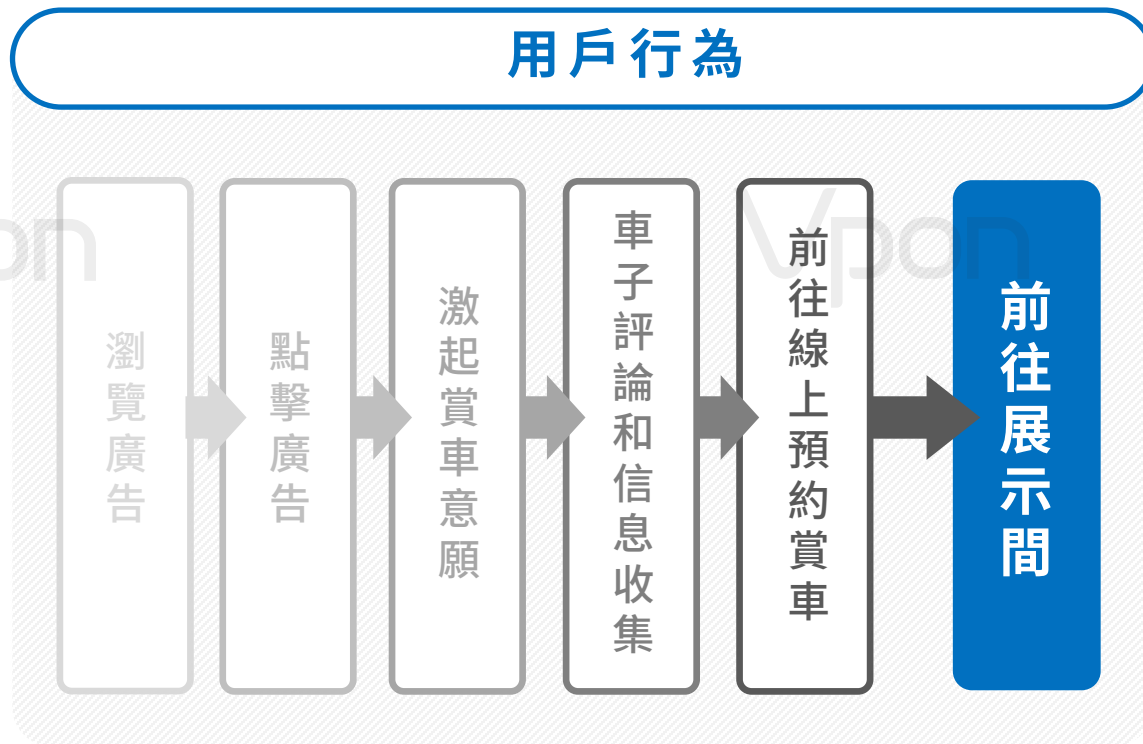 用戶行為
瀏覽廣告
點擊廣告
激起賞車意願
車子評論和信息收集
前往線上預約賞車
前往展示間
on
Vpon